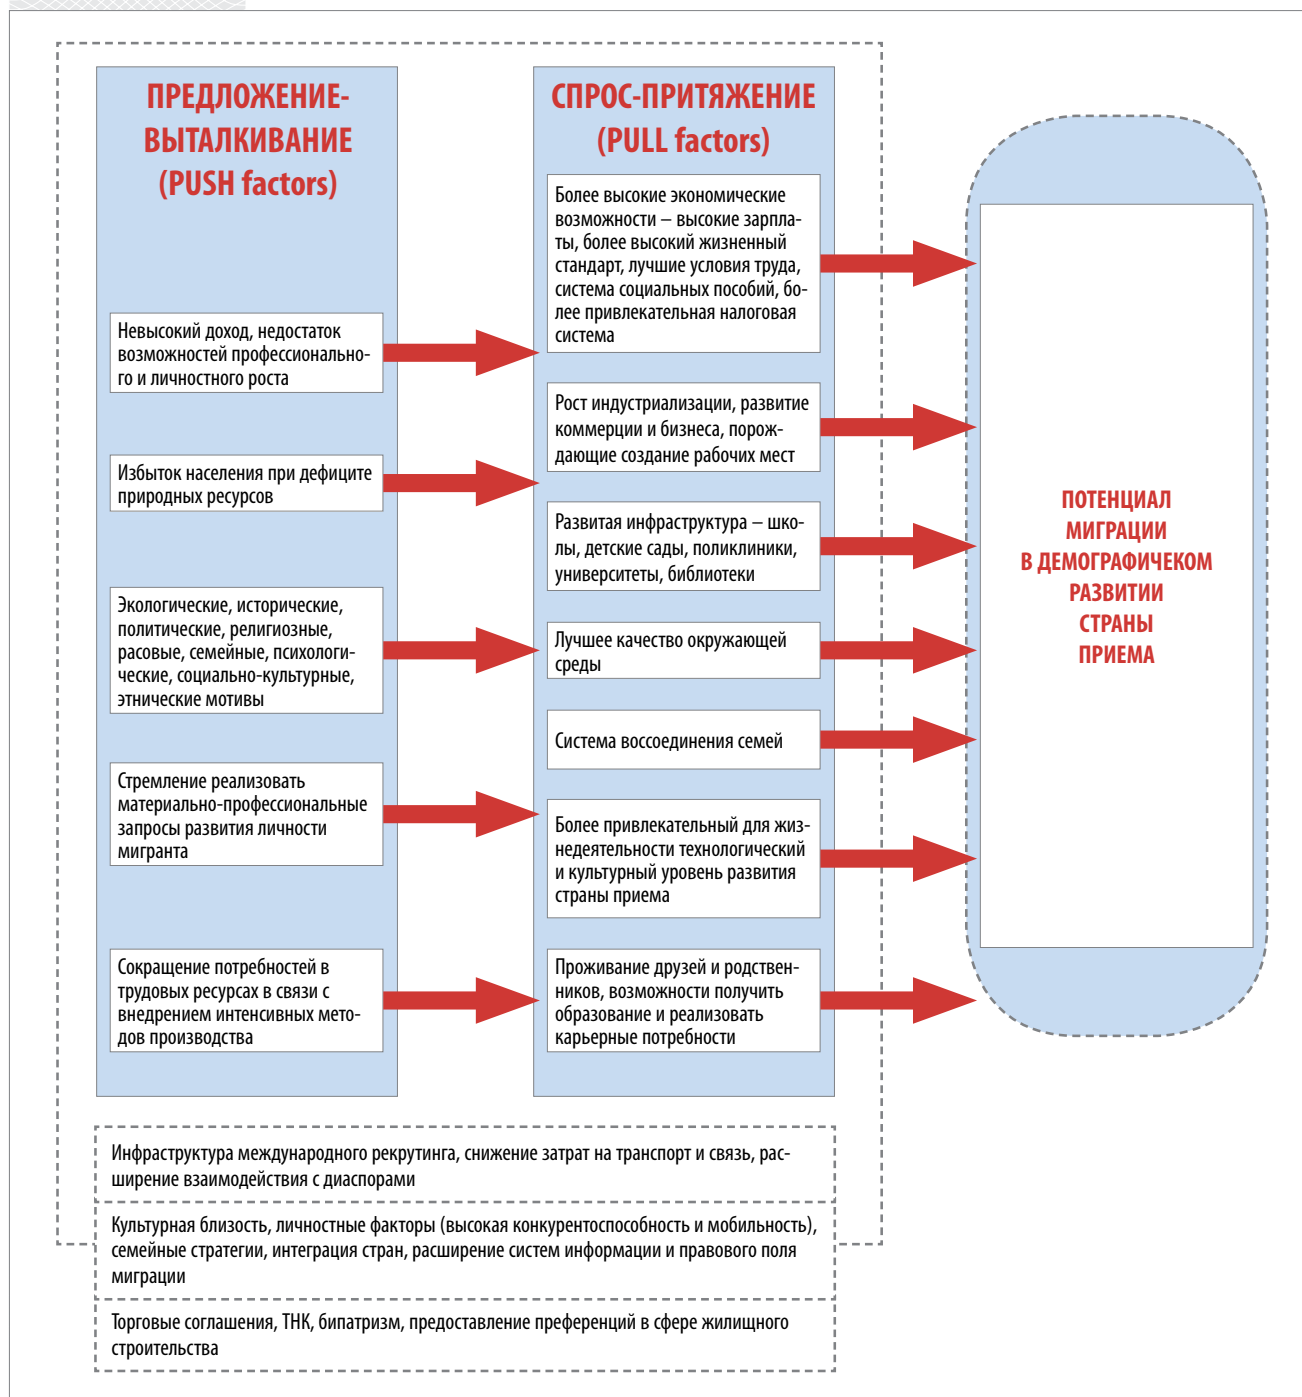 ПРЕДЛОЖЕНИЕ-
ВЫТАЛКИВАНИЕ
(PUSH factors)
Невысокий доход, недостаток
возможностей профессионально-
го и личностного роста
Избыток населения при дефиците
природных ресурсов
Экологические, исторические,
политические, религиозные,
расовые, семейные, психологи-
ческие, социально-культурные,
этнические мотивы
Стремление реализовать
материально-профессиональные
запросы развития личности
мигранта
Сокращение потребностей в
трудовых ресурсах в связи с
внедрением интенсивных мето-
дов производства
СПРОС-ПРИТЯЖЕНИЕ
(PULL factors)
Более высокие экономические
возможности – высокие зарпла-
ты, более высокий жизненный
стандарт, лучшие условия труда,
система социальных пособий, бо-
лее привлекательная налоговая
система
Рост индустриализации, развитие
коммерции и бизнеса, порож-
дающие создание рабочих мест
Развитая инфраструктура – шко-
лы, детские сады, поликлиники,
университеты, библиотеки
Лучшее качество окружающей
среды
Система воссоединения семей
Более привлекательный для жиз-
недеятельности технологический
и культурный уровень развития
страны приема
Проживание друзей и родствен-
ников, возможности получить
образование и реализовать
карьерные потребности
ПОТЕНЦИАЛ
МИГРАЦИИ
В ДЕМОГРАФИЧЕКОМ
РАЗВИТИИ
СТРАНЫ
ПРИЕМА
Инфраструктура международного рекрутинга, снижение затрат на транспорт и связь, рас-
ширение взаимодействия с диаспорами
Культурная близость, личностные факторы (высокая конкурентоспособность и мобильность),
семейные стратегии, интеграция стран, расширение систем информации и правового поля
миграции
Торговые соглашения, ТНК, бипатризм, предоставление преференций в сфере жилищного
строительства